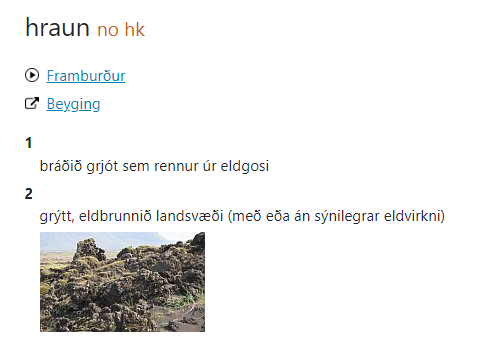 hraun no hk
Framburður
Beyging
1
bráðið grjót sem rennur úr eldgosi
2
grýtt, eldbrunnið landsvæði (með eða án sýnilegrar eldvirkni)